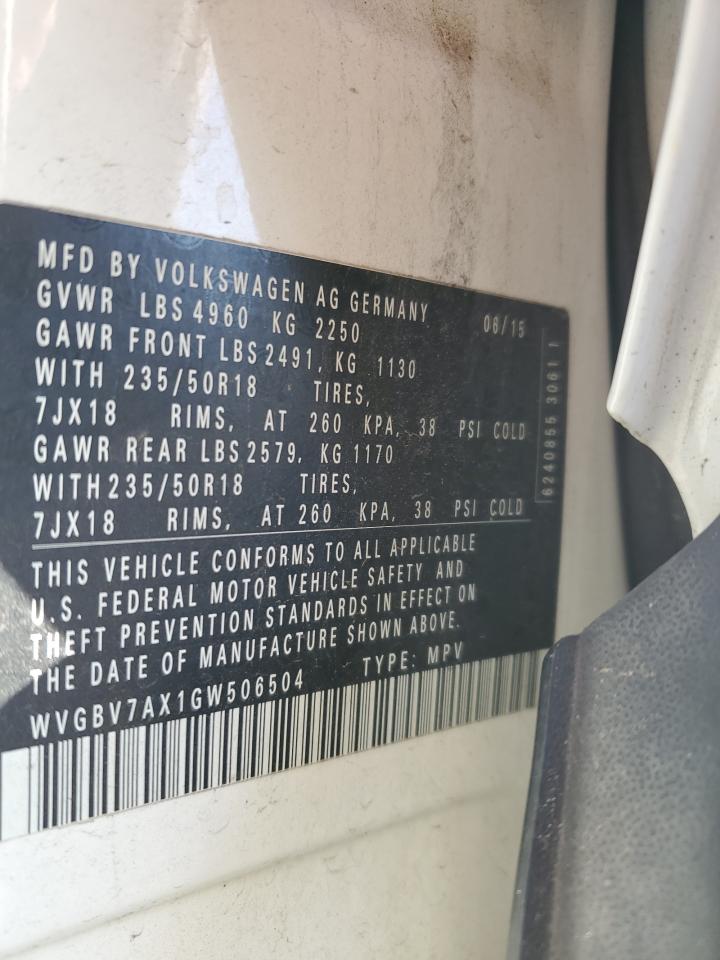 MFD BY VOLKSWAGEN AG GERMANY 08/15
GVWR LBS 4960 KG 2250
GAWR FRONT LBS 2491, KG 1130
WITH 235/50R18 TIRES,
7JX18 RIMS, AT 260 KPA, 38 PSI COLD
GAWR REAR LBS 2579, KG 1170
WITH 235/50R18 TIRES,
7JX18 RIMS, AT 260 KPA, 38 PSI COLD
THIS VEHICLE CONFORMS TO ALL APPLICABLE
U.S. FEDERAL MOTOR VEHICLE SAFETY AND
THEFT PREVENTION STANDARDS IN EFFECT ON
THE DATE OF MANUFACTURE SHOWN ABOVE.
WVGBV7AX1GW506504 TYPE: MPV
6240855 3061 1